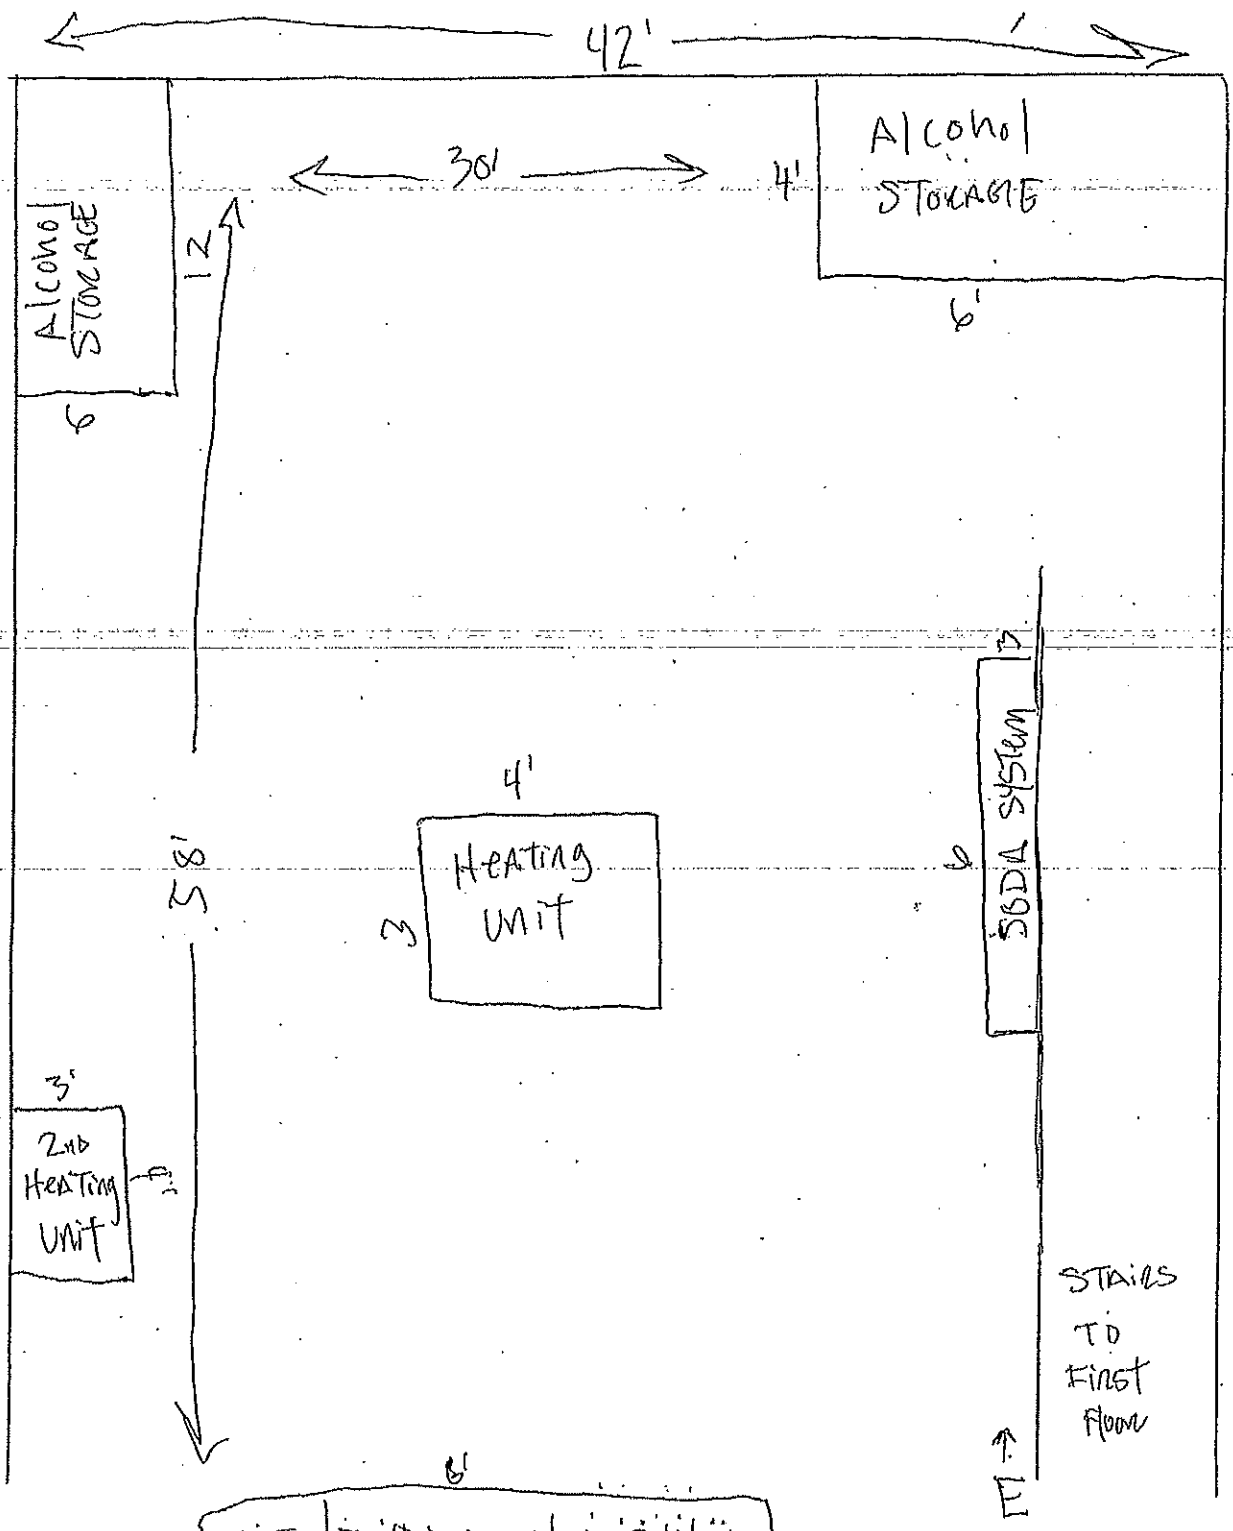 42'
30'
Alcohol
STORAGE
12
6
4'
Alcohol
STORAGE
6'
58'
4'
Heating
unit
3
6
SODA SYSTEM
3'
2ND
Heating
unit
STAIRS
TO
First
Floor
E →